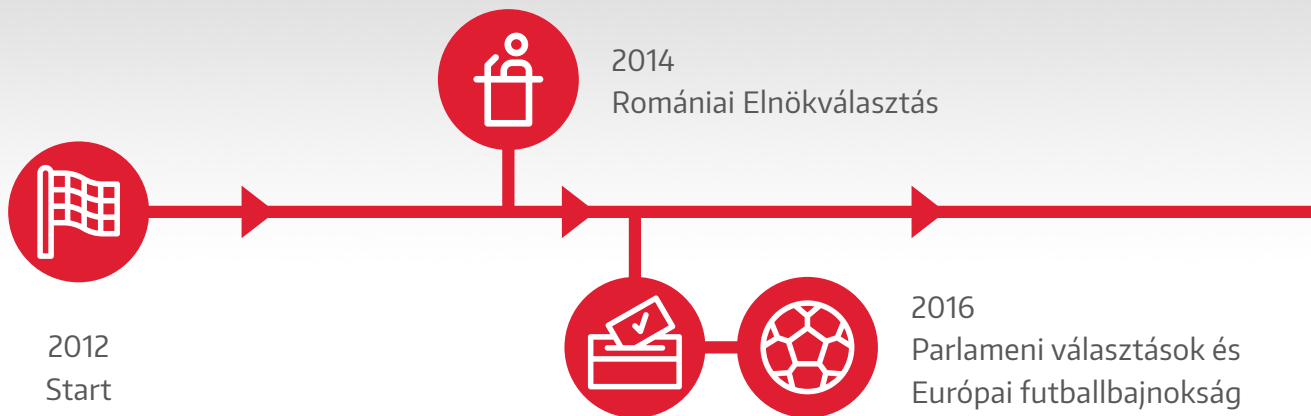 2012
Start
2014
Romániai Elnökválasztás
2016
Parlameni választások és
Európai futballbajnokság